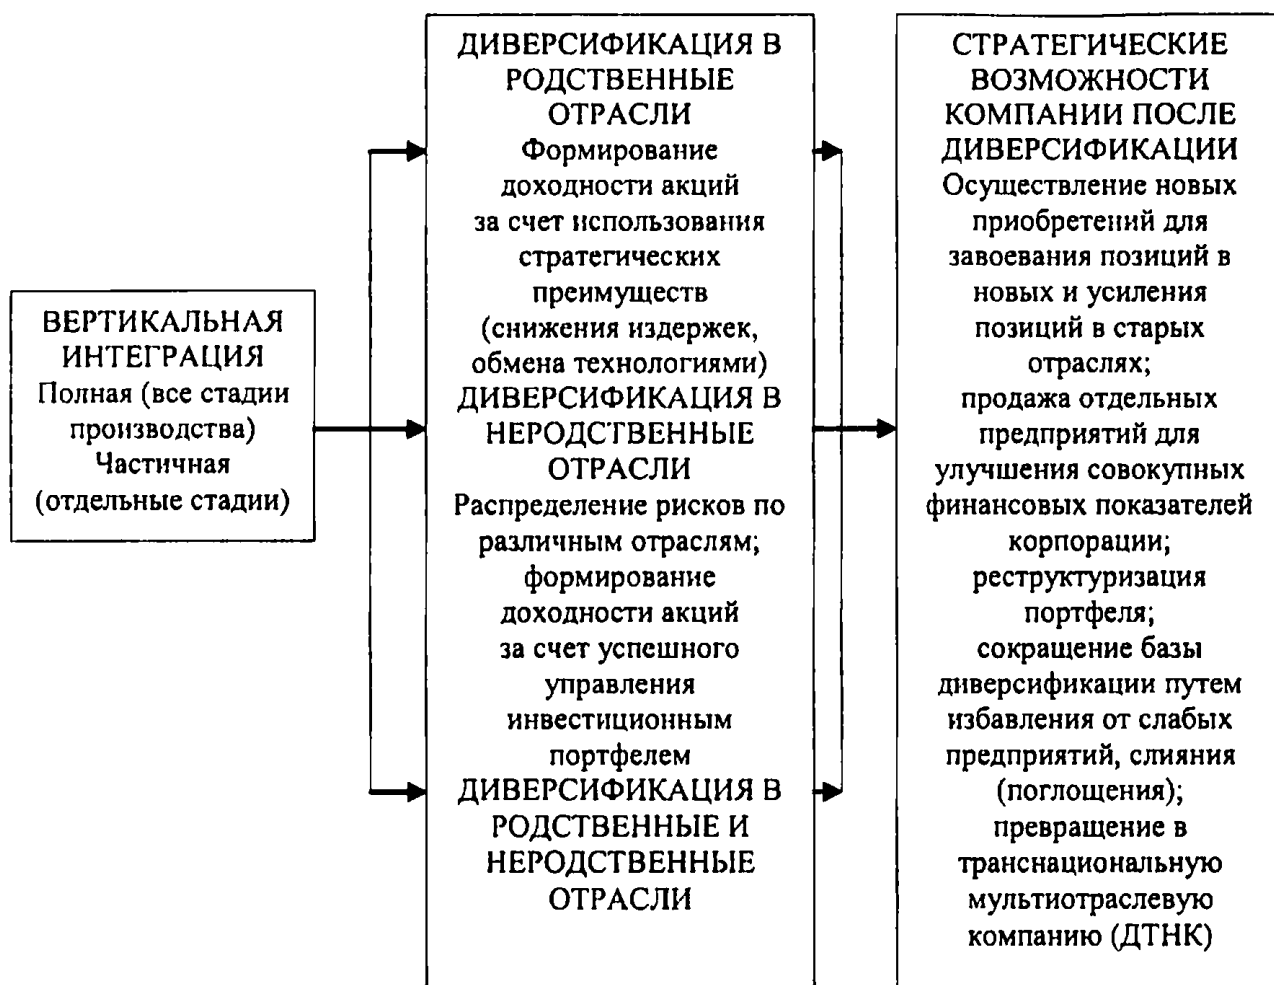 ВЕРТИКАЛЬНАЯ
ИНТЕГРАЦИЯ
Полная (все стадии
производства)
Частичная
(отдельные стадии)
ДИВЕРСИФИКАЦИЯ В
РОДСТВЕННЫЕ
ОТРАСЛИ
Формирование
доходности акций
за счет использования
стратегических
преимуществ
(снижения издержек,
обмена технологиями)
ДИВЕРСИФИКАЦИЯ В
НЕРОДСТВЕННЫЕ
ОТРАСЛИ
Распределение рисков по
различным отраслям;
формирование
доходности акций
за счет успешного
управления
инвестиционным
портфелем
ДИВЕРСИФИКАЦИЯ В
РОДСТВЕННЫЕ И
НЕРОДСТВЕННЫЕ
ОТРАСЛИ
СТРАТЕГИЧЕСКИЕ
ВОЗМОЖНОСТИ
КОМПАНИИ ПОСЛЕ
ДИВЕРСИФИКАЦИИ
Осуществление новых
приобретений для
завоевания позиций в
новых и усиления
позиций в старых
отраслях;
продажа отдельных
предприятий для
улучшения совокупных
финансовых показателей
корпорации;
реструктуризация
портфеля;
сокращение базы
диверсификации путем
избавления от слабых
предприятий, слияния
(поглощения);
превращение в
транснациональную
мультиотраслевую
компанию (ДТНК)